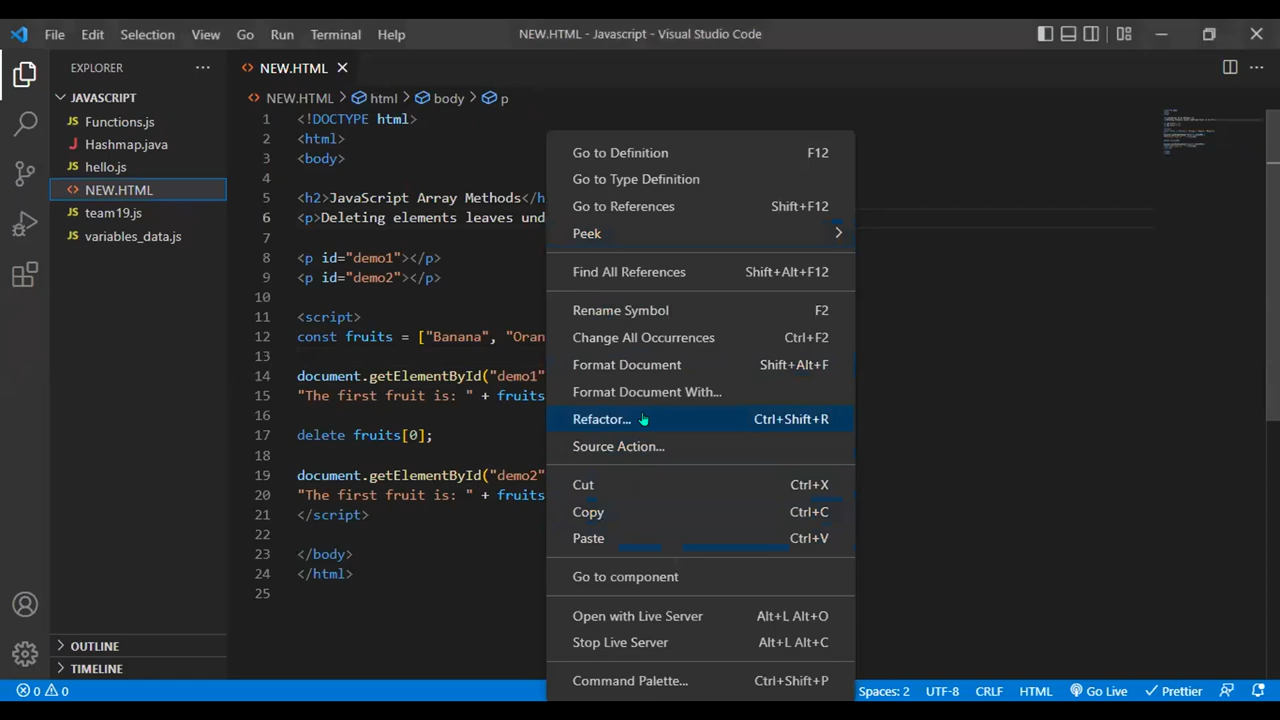 File Edit Selection View Go Run Terminal Help NEW.HTML - Javascript - Visual Studio Code
EXPLORER
JAVASCRIPT
Functions.js
Hashmap.java
hello.js
NEW.HTML
team19.js
variables_data.js
OUTLINE
TIMELINE
NEW.HTML
NEW.HTML > html > body > p
1 <!DOCTYPE html>
2 <html>
3 <body>
4
5 <h2>JavaScript Array Methods</h
6 <p>Deleting elements leaves und
7
8 <p id="demo1"></p>
9 <p id="demo2"></p>
10
11 <script>
12 const fruits = ["Banana", "Oran
13
14 document.getElementById("demo1"
15 "The first fruit is: " + fruits
16
17 delete fruits[0];
18
19 document.getElementById("demo2"
20 "The first fruit is: " + fruits
21 </script>
22
23 </body>
24 </html>
25
Go to Definition F12
Go to Type Definition
Go to References Shift+F12
Peek
Find All References Shift+Alt+F12
Rename Symbol F2
Change All Occurrences Ctrl+F2
Format Document Shift+Alt+F
Format Document With...
Refactor... Ctrl+Shift+R
Source Action...
Cut Ctrl+X
Copy Ctrl+C
Paste Ctrl+V
Go to component
Open with Live Server Alt+L Alt+O
Stop Live Server Alt+L Alt+C
Command Palette... Ctrl+Shift+P
0 0 Spaces: 2 UTF-8 CRLF HTML Go Live Prettier